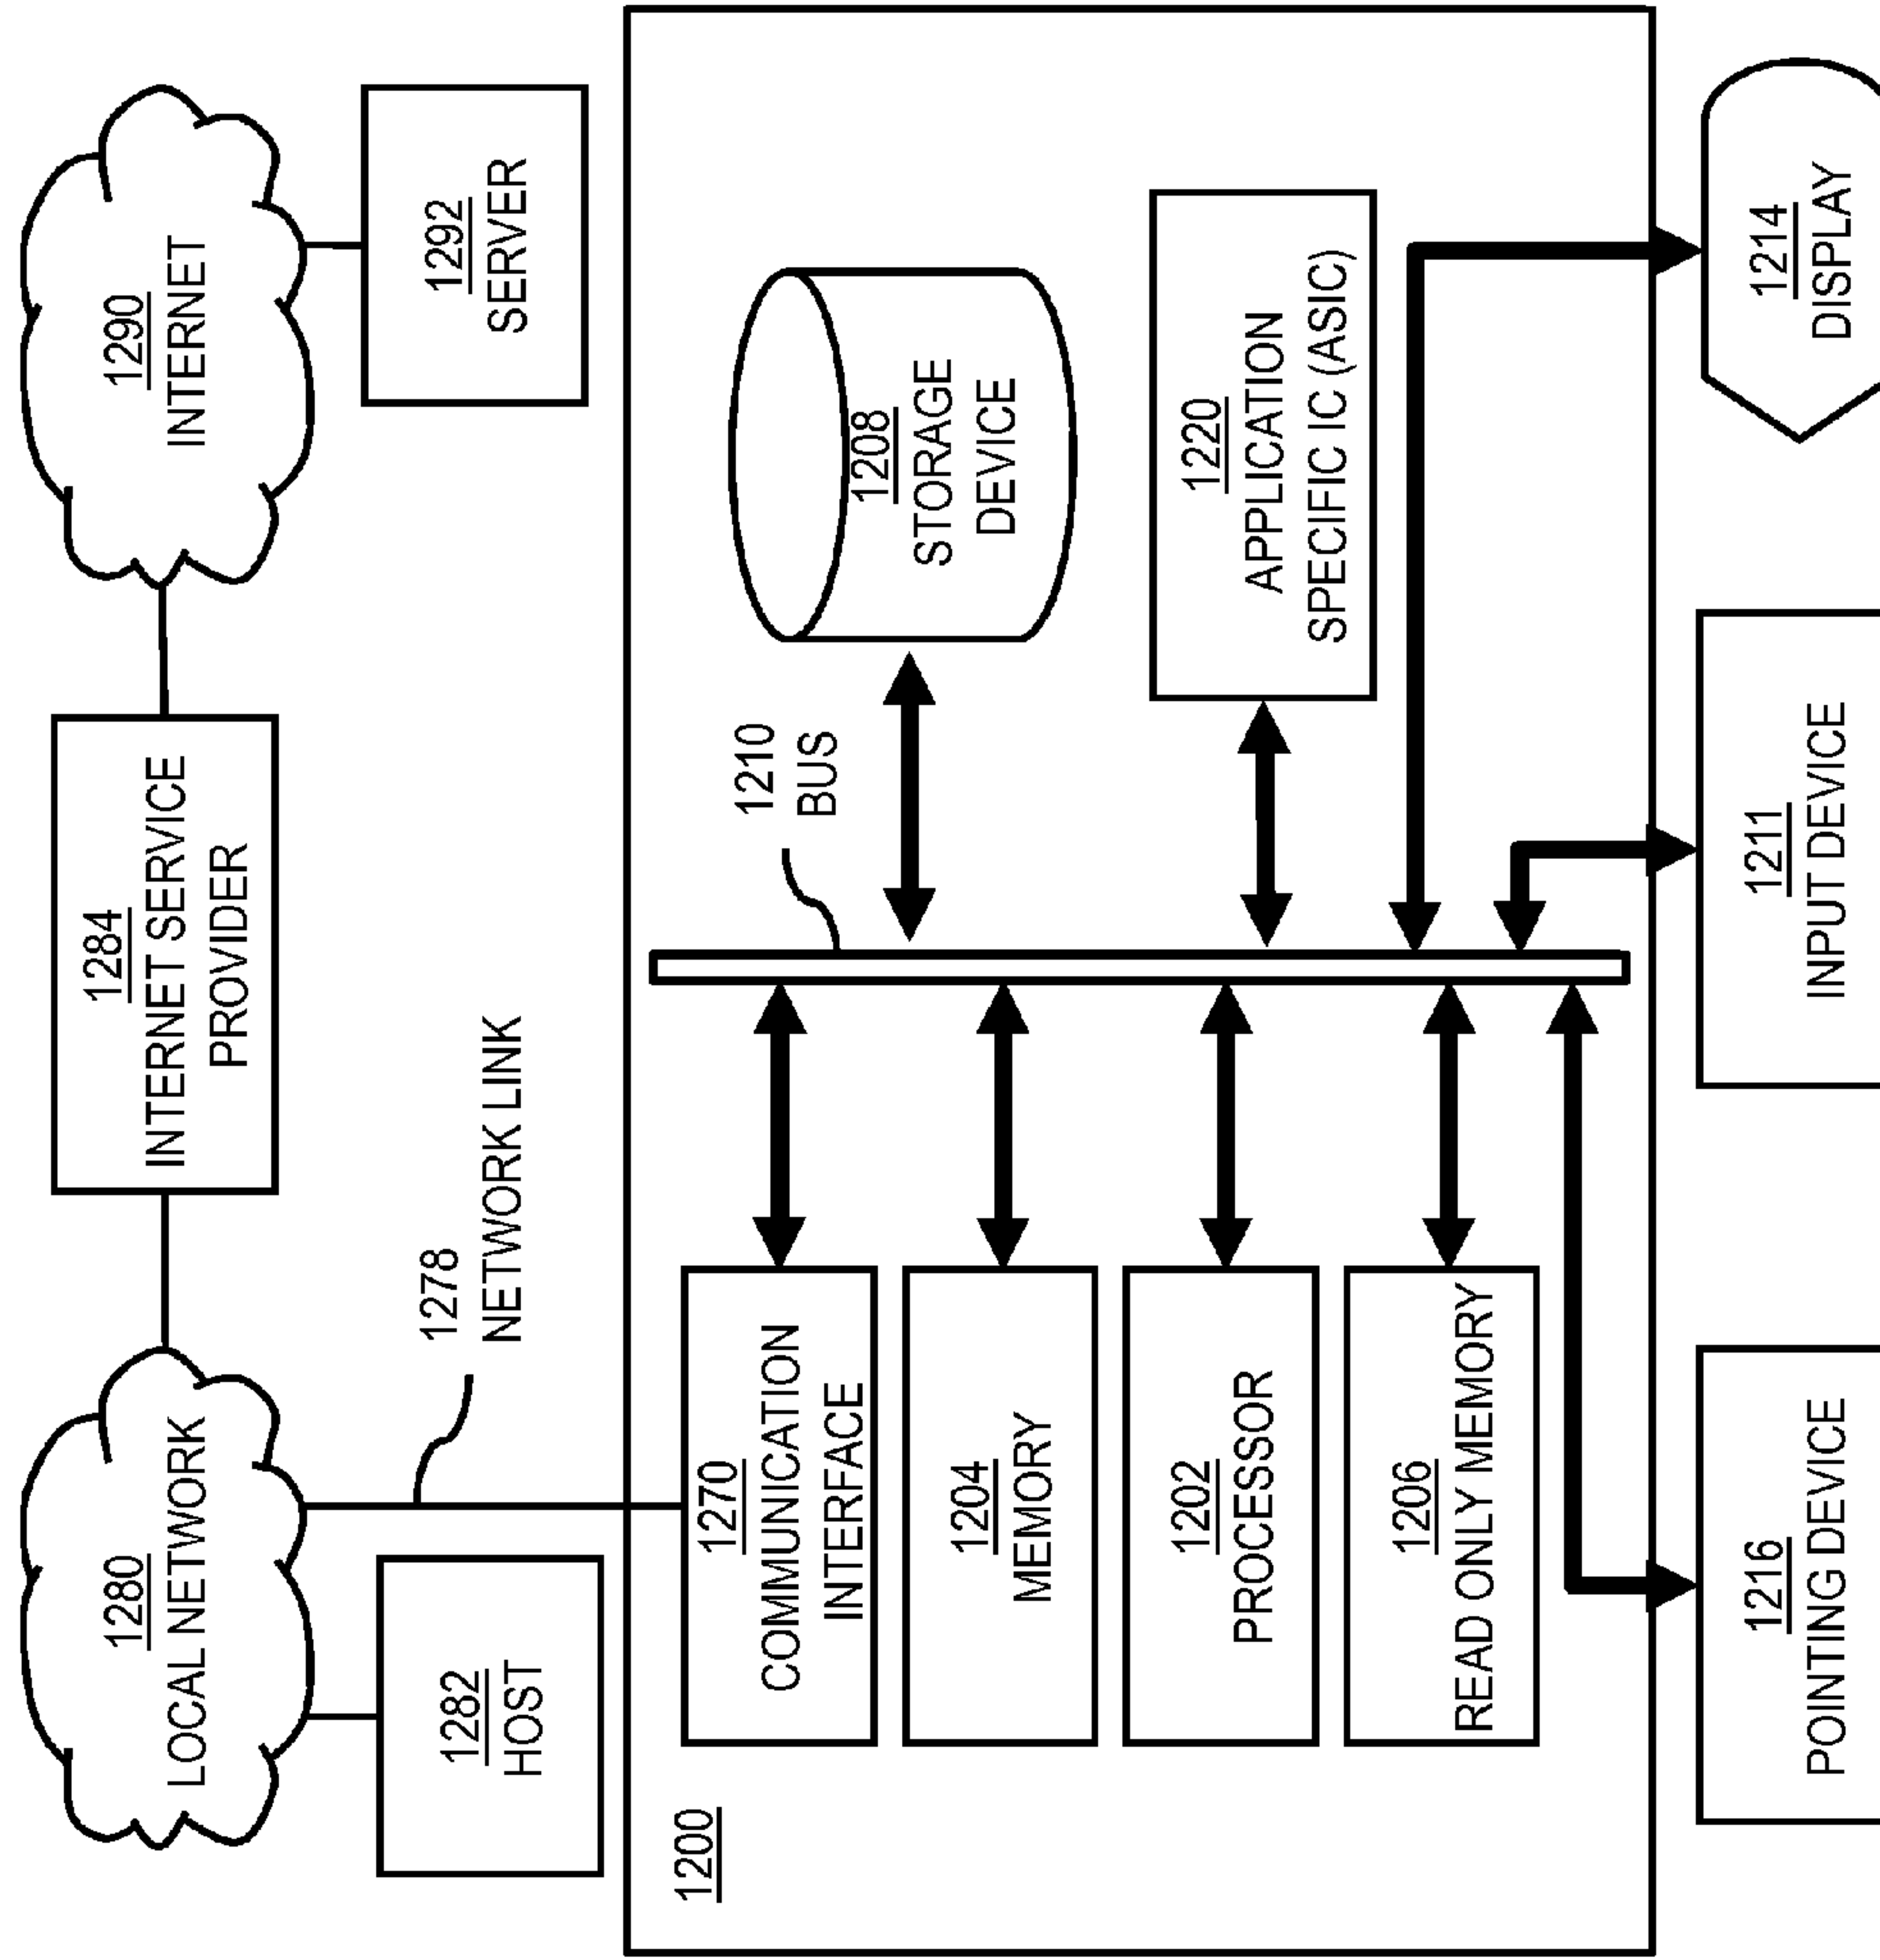 1280
LOCAL NETWORK
1284
INTERNET SERVICE
PROVIDER
1290
INTERNET
1282
HOST
1278
NETWORK LINK
1292
SERVER
1200
1270
COMMUNICATION
INTERFACE
1210
BUS
1208
STORAGE
DEVICE
1204
MEMORY
1202
PROCESSOR
1220
APPLICATION
SPECIFIC IC (ASIC)
1206
READ ONLY MEMORY
1216
POINTING DEVICE
1211
INPUT DEVICE
1214
DISPLAY